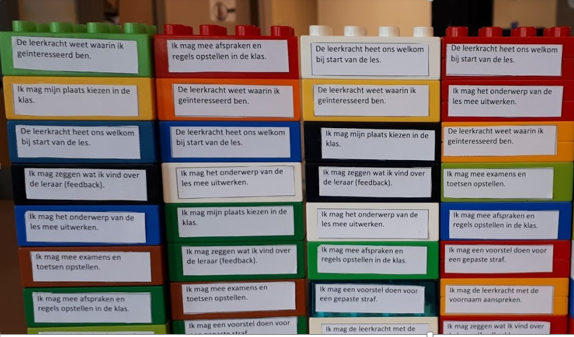 De leerkracht weet waarin ik
geïnteresseerd ben.
Ik mag mijn plaats kiezen in de
klas.
De leerkracht heet ons welkom
bij start van de les.
Ik mag zeggen wat ik vind over
de leraar (feedback).
Ik mag het onderwerp van de
les mee uitwerken.
Ik mag mee examens en
toetsen opstellen.
Ik mag mee afspraken en
regels opstellen in de klas.
Ik mag mee afspraken en
regels opstellen in de klas.
De leerkracht weet waarin ik
geïnteresseerd ben.
De leerkracht heet ons welkom
bij start van de les.
Ik mag het onderwerp van de
les mee uitwerken.
Ik mag mijn plaats kiezen in de
klas.
Ik mag zeggen wat ik vind over
de leraar (feedback).
Ik mag mee examens en
toetsen opstellen.
Ik mag een voorstel doen voor
een gepaste straf.
De leerkracht heet ons welkom
bij start van de les.
De leerkracht weet waarin ik
geïnteresseerd ben.
Ik mag mijn plaats kiezen in de
klas.
Ik mag zeggen wat ik vind over
de leraar (feedback).
Ik mag het onderwerp van de
les mee uitwerken.
Ik mag mee afspraken en
regels opstellen in de klas.
Ik mag een voorstel doen voor
een gepaste straf.
Ik mag de leerkracht met de
De leerkracht heet ons welkom
bij start van de les.
Ik mag het onderwerp van de
les mee uitwerken.
De leerkracht weet waarin ik
geïnteresseerd ben.
Ik mag mee examens en
toetsen opstellen.
Ik mag mee afspraken en
regels opstellen in de klas.
Ik mag een voorstel doen voor
een gepaste straf.
Ik mag de leerkracht met de
voornaam aanspreken.
Ik mag zeggen wat ik vind over